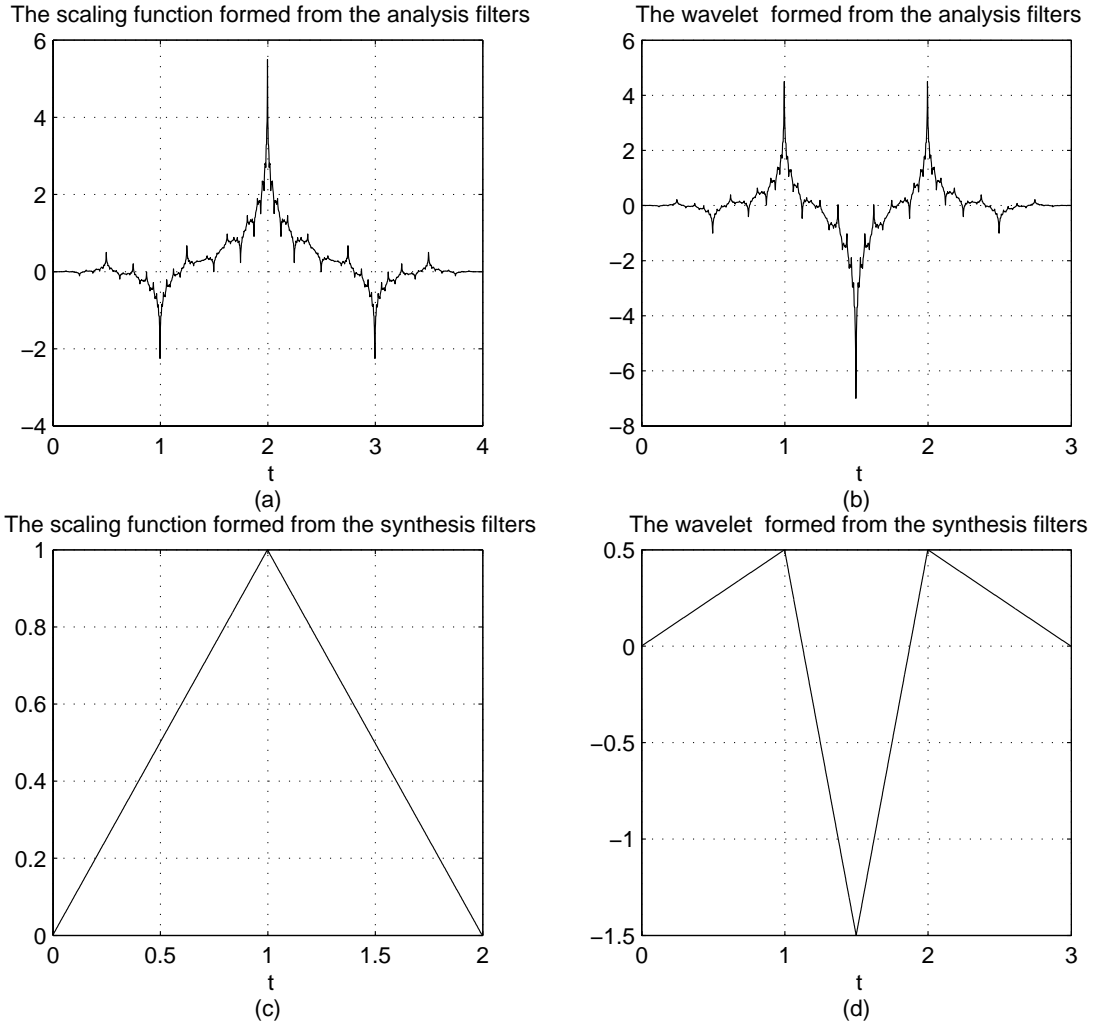 The scaling function formed from the analysis filters
6
4
2
0
−2
−4
0 1 2 3 4
t
(a)
The wavelet  formed from the analysis filters
6
4
2
0
−2
−4
−6
−8
0 1 2 3
t
(b)
The scaling function formed from the synthesis filters
1
0.8
0.6
0.4
0.2
0
0 0.5 1 1.5 2
t
(c)
The wavelet  formed from the synthesis filters
0.5
0
−0.5
−1
−1.5
0 1 2 3
t
(d)